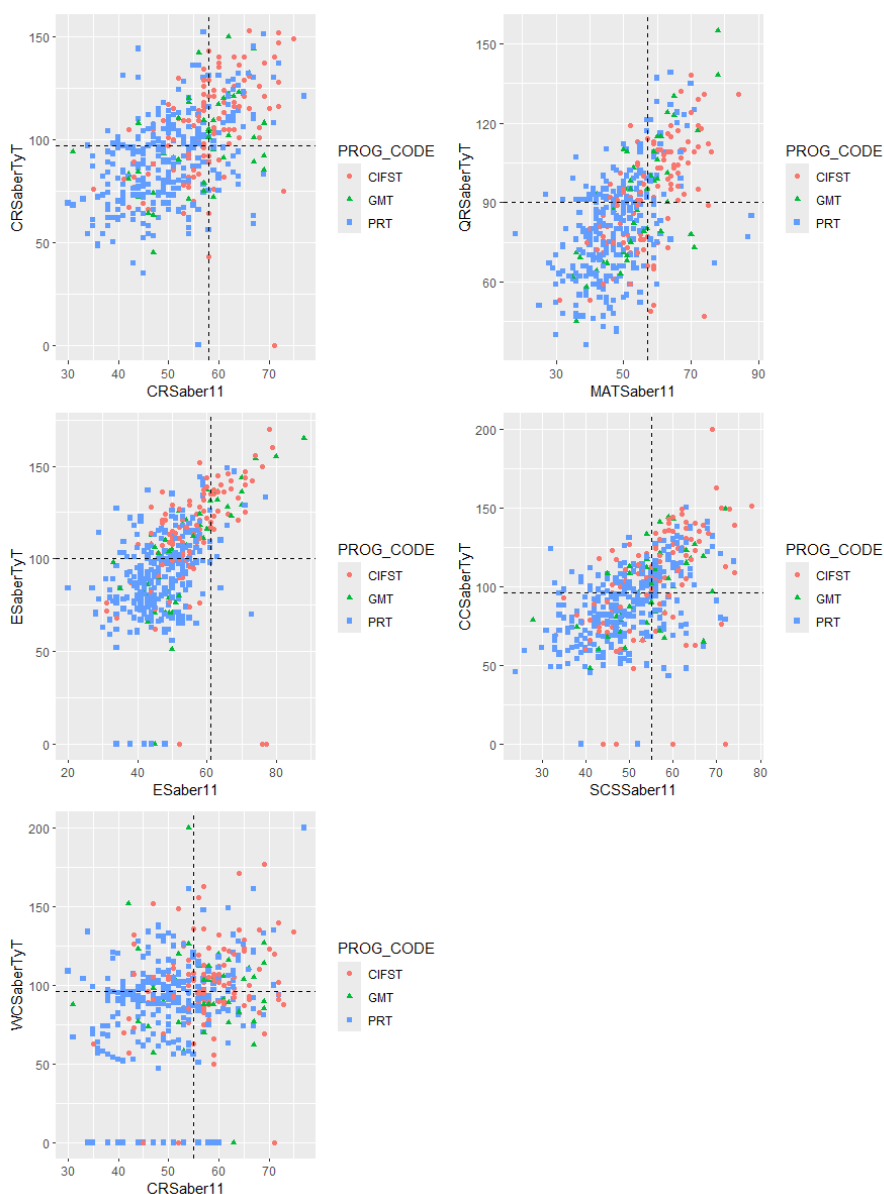 150
100
50
0
CRSaberTyT
30 40 50 60 70
CRSaber11
PROG_CODE
CIFST
GMT
PRT
150
120
90
60
QRSaberTyT
30 50 70 90
MATSaber11
PROG_CODE
CIFST
GMT
PRT
150
100
50
0
ESaberTyT
20 40 60 80
ESaber11
PROG_CODE
CIFST
GMT
PRT
200
150
100
50
0
CCSaberTyT
30 40 50 60 70 80
SCSSaber11
PROG_CODE
CIFST
GMT
PRT
200
150
100
50
0
WCSaberTyT
30 40 50 60 70
CRSaber11
PROG_CODE
CIFST
GMT
PRT